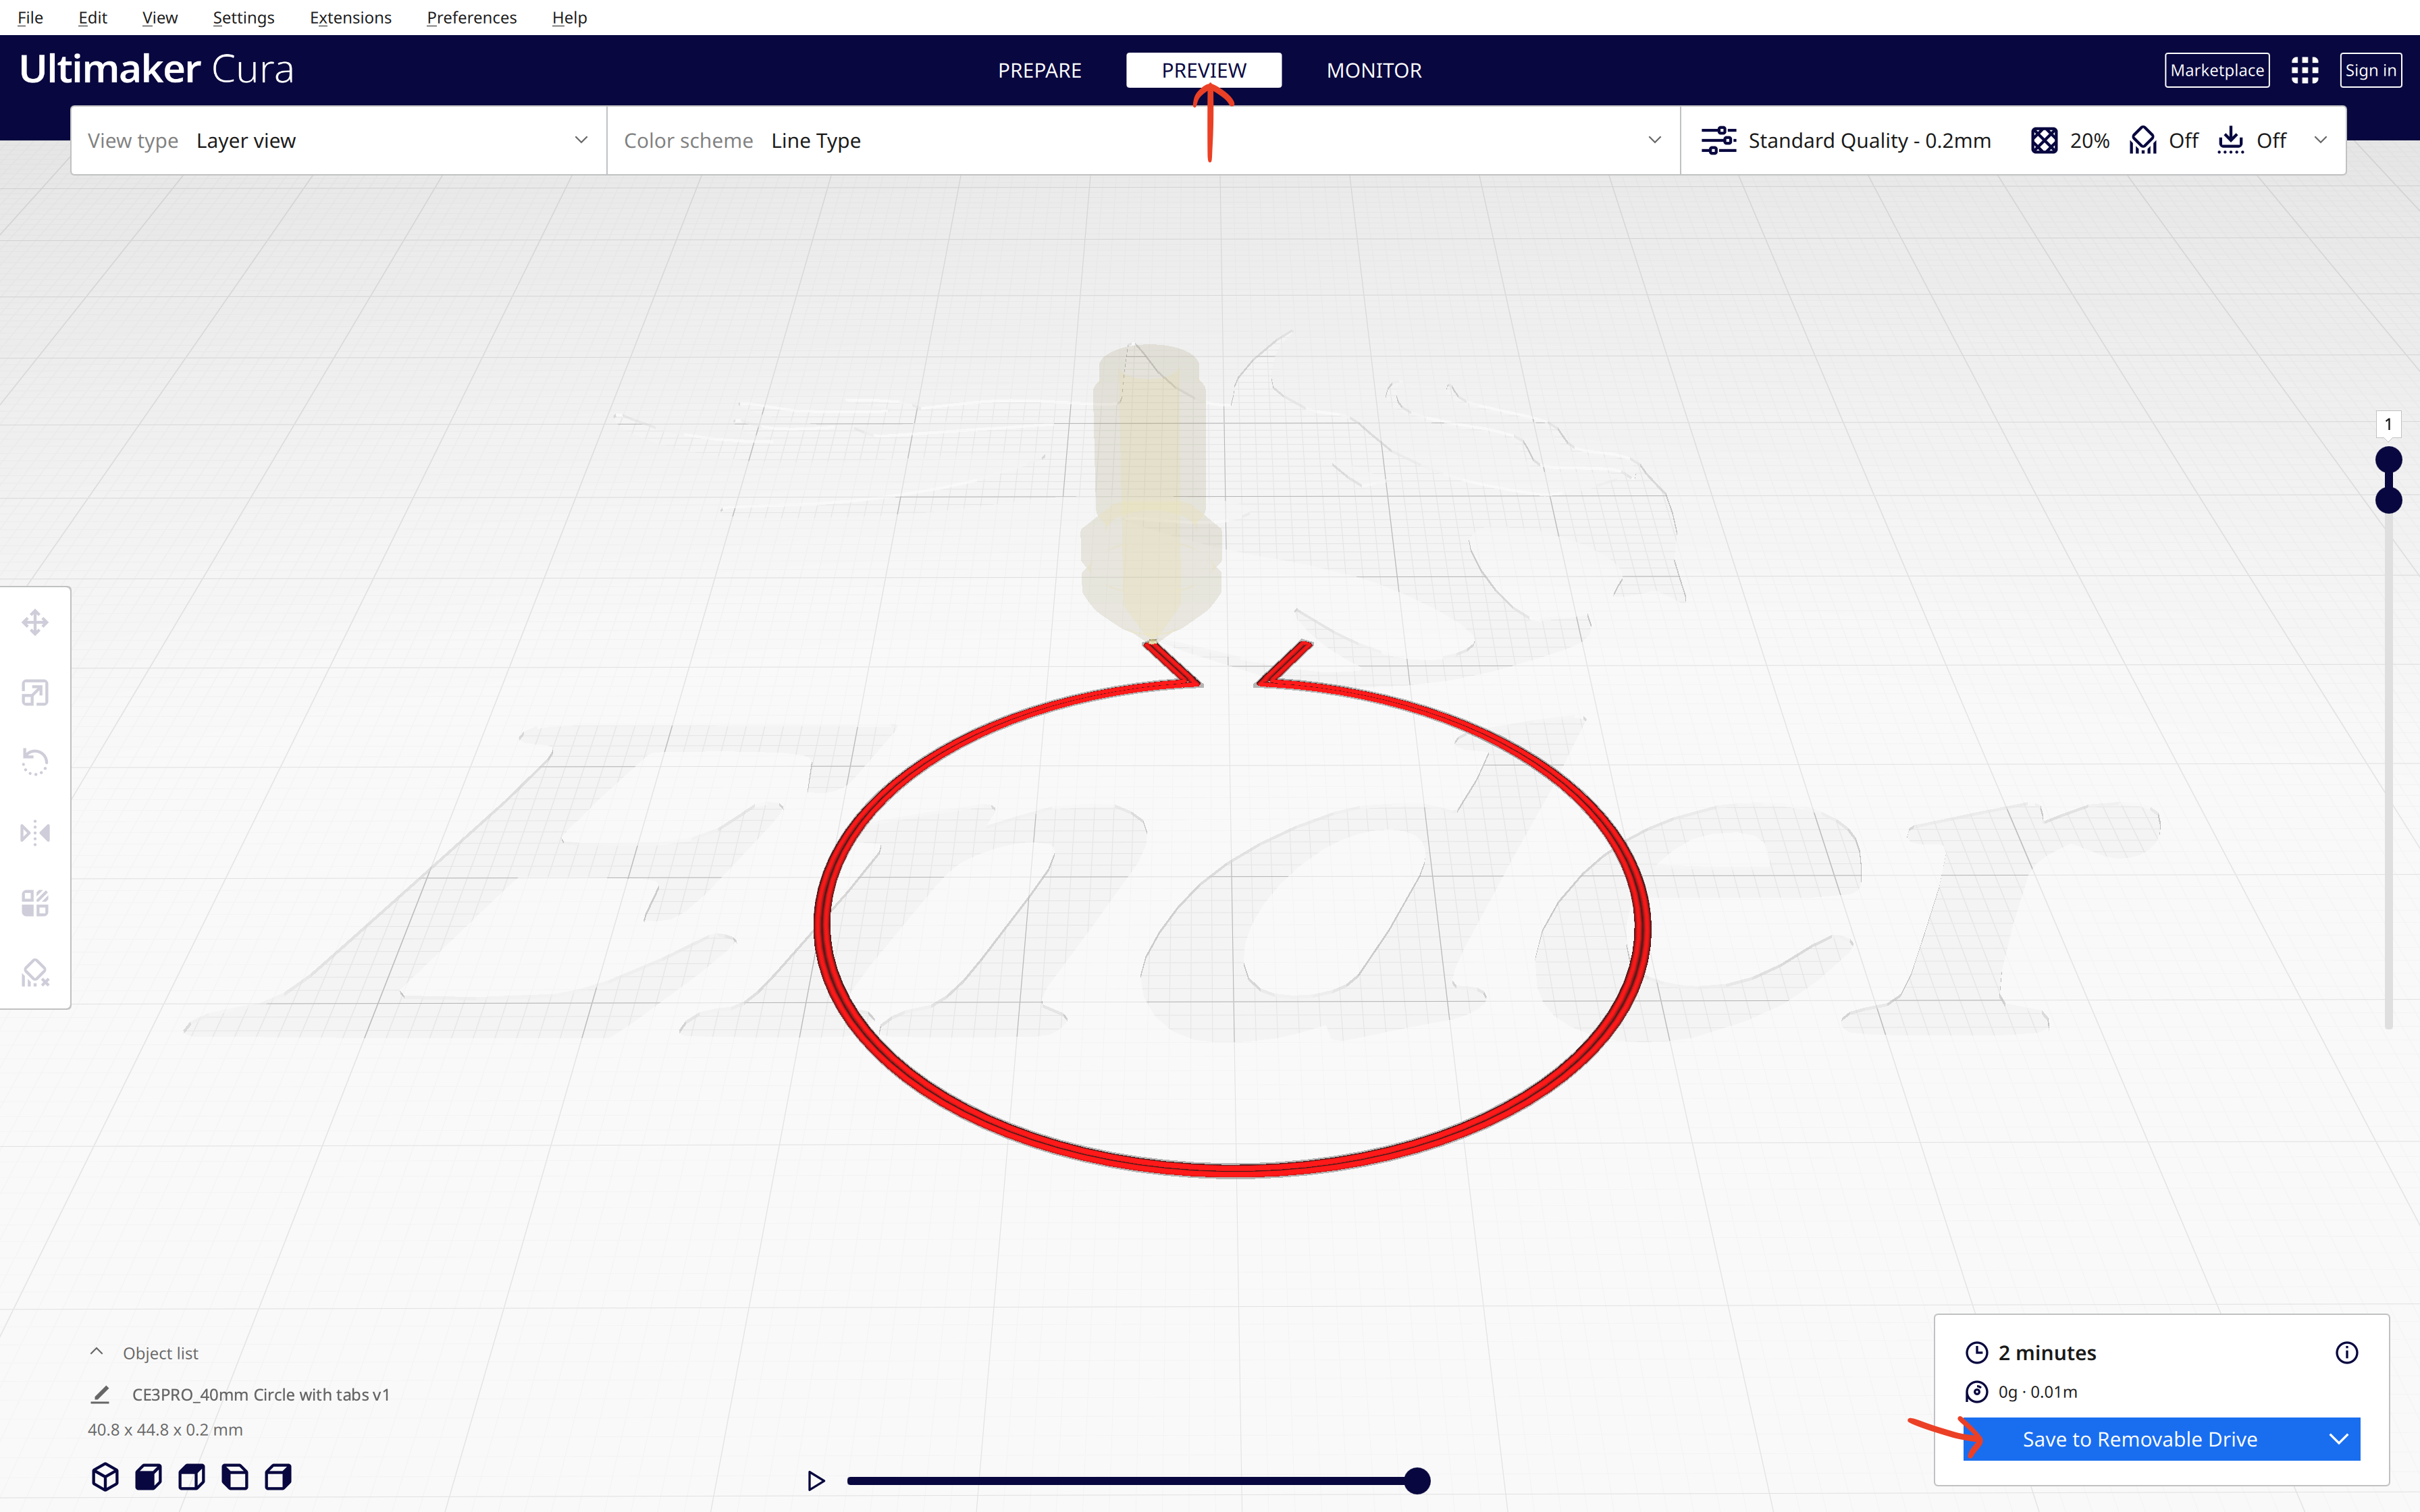 File Edit View Settings Extensions Preferences Help
Ultimaker Cura PREPARE PREVIEW MONITOR Marketplace Sign in
View type Layer view Color scheme Line Type Standard Quality - 0.2mm 20% Off Off
1
Ender
Object list
CE3PRO_40mm Circle with tabs v1
40.8 x 44.8 x 0.2 mm
2 minutes
0g · 0.01m
Save to Removable Drive